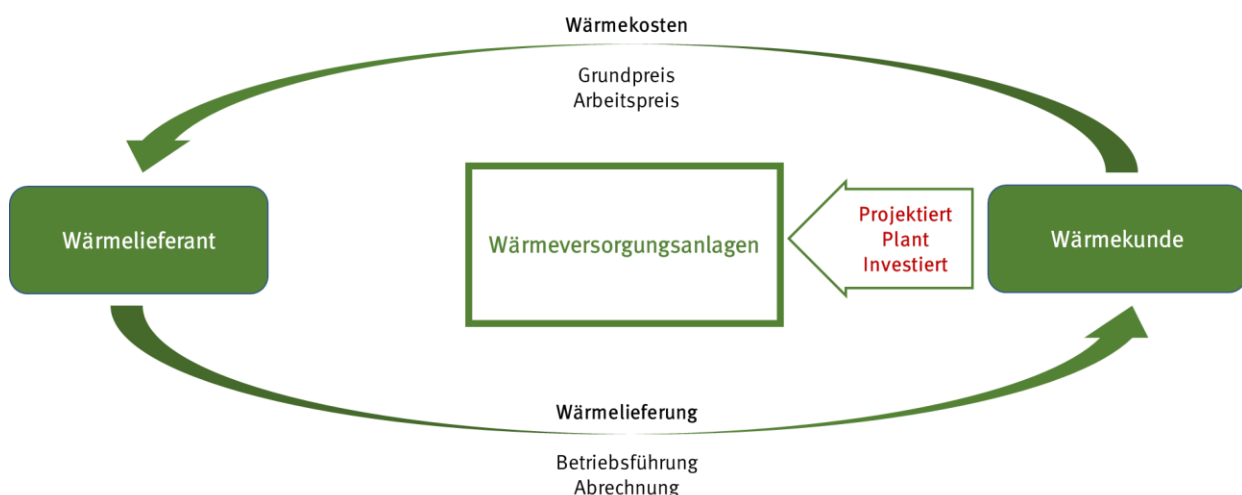 Wärmekosten
Grundpreis
Arbeitspreis
Wärmelieferant
Wärmeversorgungsanlagen
Projektiert
Plant
Investiert
Wärmekunde
Wärmelieferung
Betriebsführung
Abrechnung